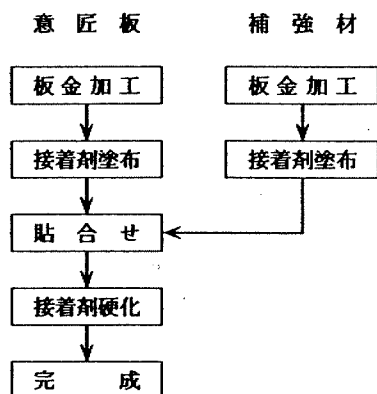 意匠板
補強材
板金加工
板金加工
接着剤塗布
接着剤塗布
貼合せ
接着剤硬化
完成